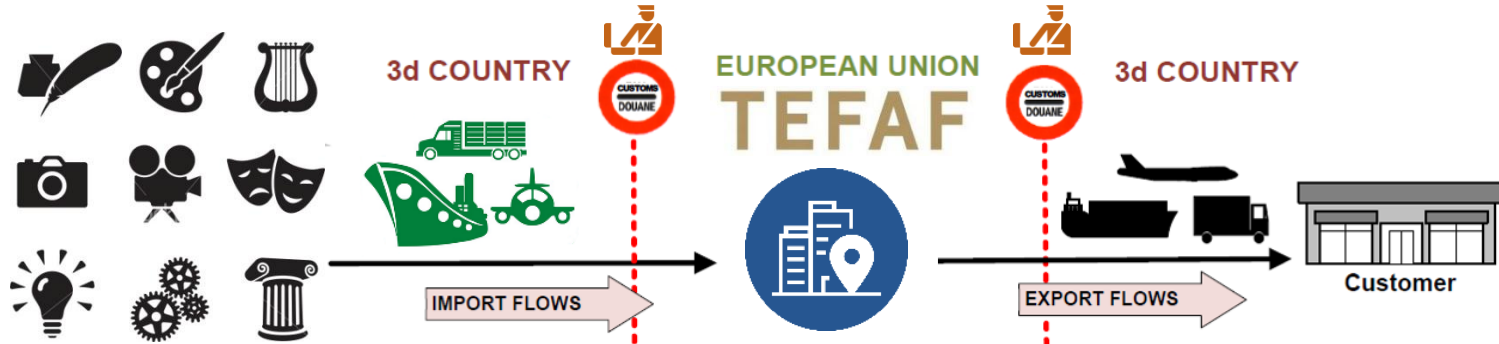 3d COUNTRY
CUSTOMS
DOUANE
EUROPEAN UNION
TEFAF
CUSTOMS
DOUANE
3d COUNTRY
IMPORT FLOWS
EXPORT FLOWS
Customer